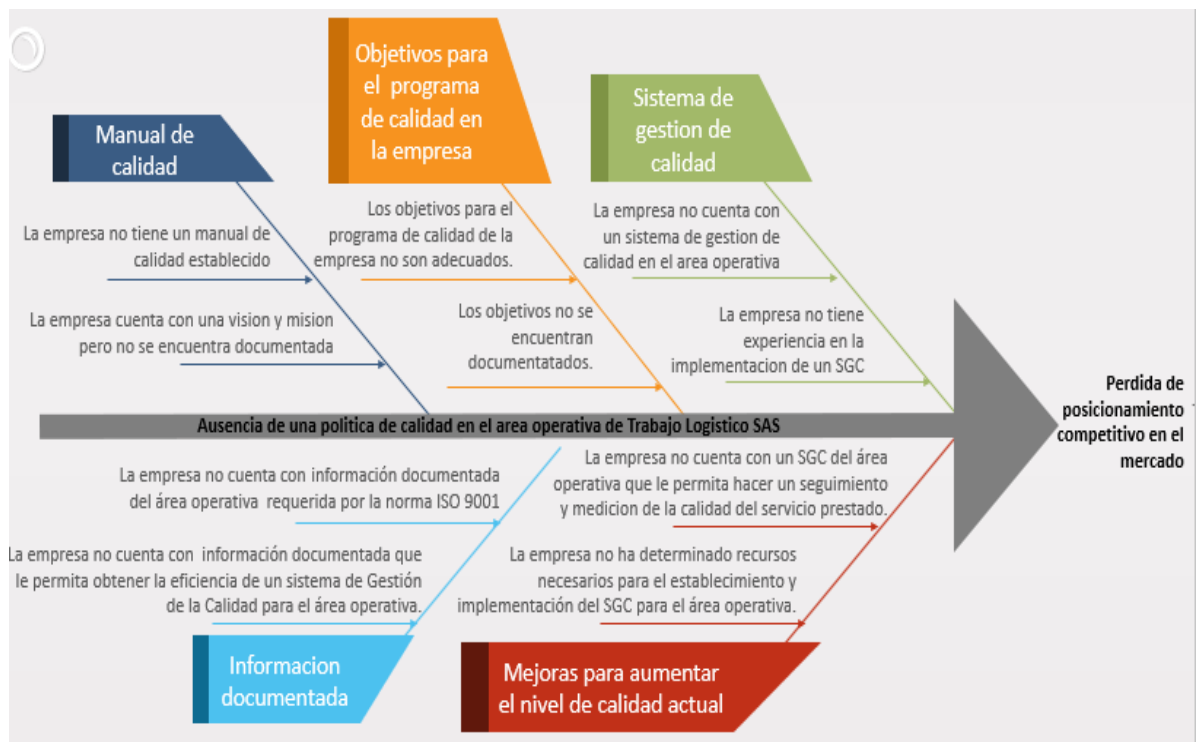 Manual de
calidad
La empresa no tiene un manual de
calidad establecido
La empresa cuenta con una vision y mision
pero no se encuentra documentada
Objetivos para
el programa
de calidad en
la empresa
Los objetivos para el
programa de calidad de la
empresa no son adecuados.
Los objetivos no se
encuentran
documentatados.
Sistema de
gestion de
calidad
La empresa no cuenta con
un sistema de gestion de
calidad en el area operativa
La empresa no tiene
experiencia en la
implementacion de un SGC
Ausencia de una politica de calidad en el area operativa de Trabajo Logistico SAS
Perdida de
posicionamiento
competitivo en el
mercado
La empresa no cuenta con información documentada
del área operativa requerida por la norma ISO 9001
La empresa no cuenta con información documentada que
le permita obtener la eficiencia de un sistema de Gestión
de la Calidad para el área operativa.
Informacion
documentada
La empresa no cuenta con un SGC del área
operativa que le permita hacer un seguimiento
y medicion de la calidad del servicio prestado.
La empresa no ha determinado recursos
necesarios para el establecimiento y
implementación del SGC para el área operativa.
Mejoras para aumentar
el nivel de calidad actual